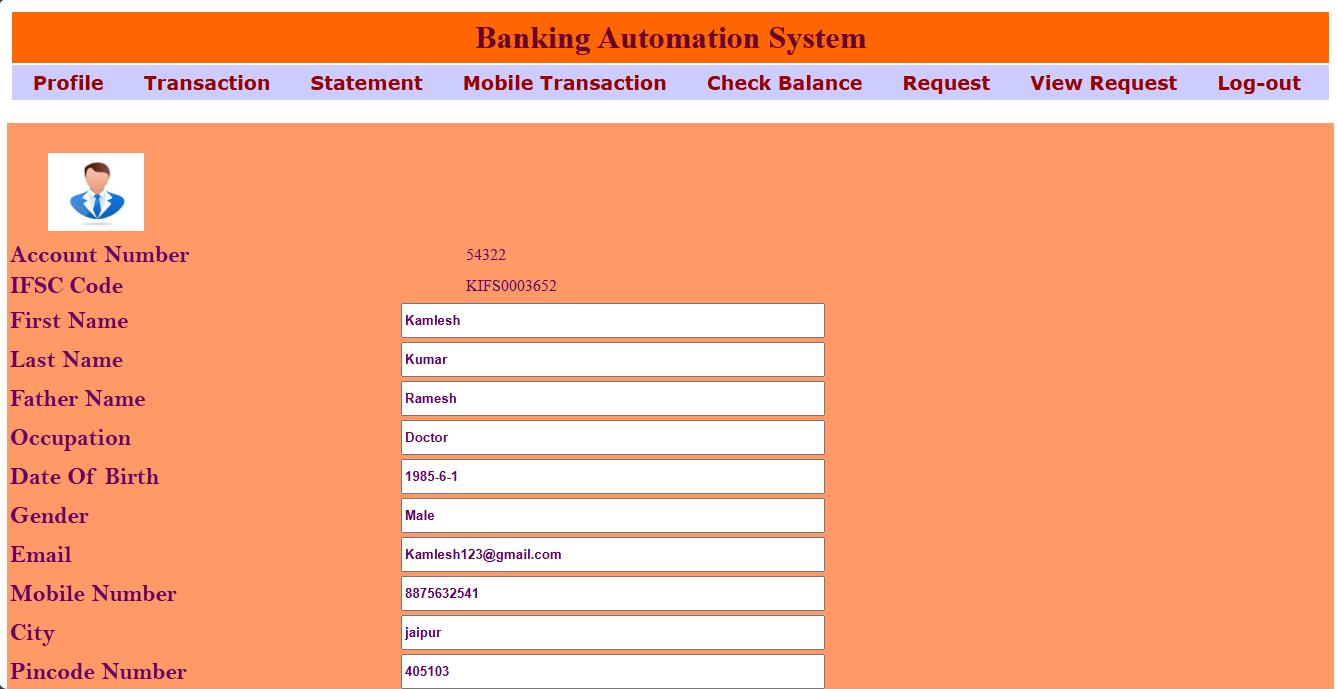 Banking Automation System
Profile Transaction Statement Mobile Transaction Check Balance Request View Request Log-out
Account Number 54322
IFSC Code KIFS0003652
First Name Kamlesh
Last Name Kumar
Father Name Ramesh
Occupation Doctor
Date Of Birth 1985-6-1
Gender Male
Email Kamlesh123@gmail.com
Mobile Number 8875632541
City jaipur
Pincode Number 405103